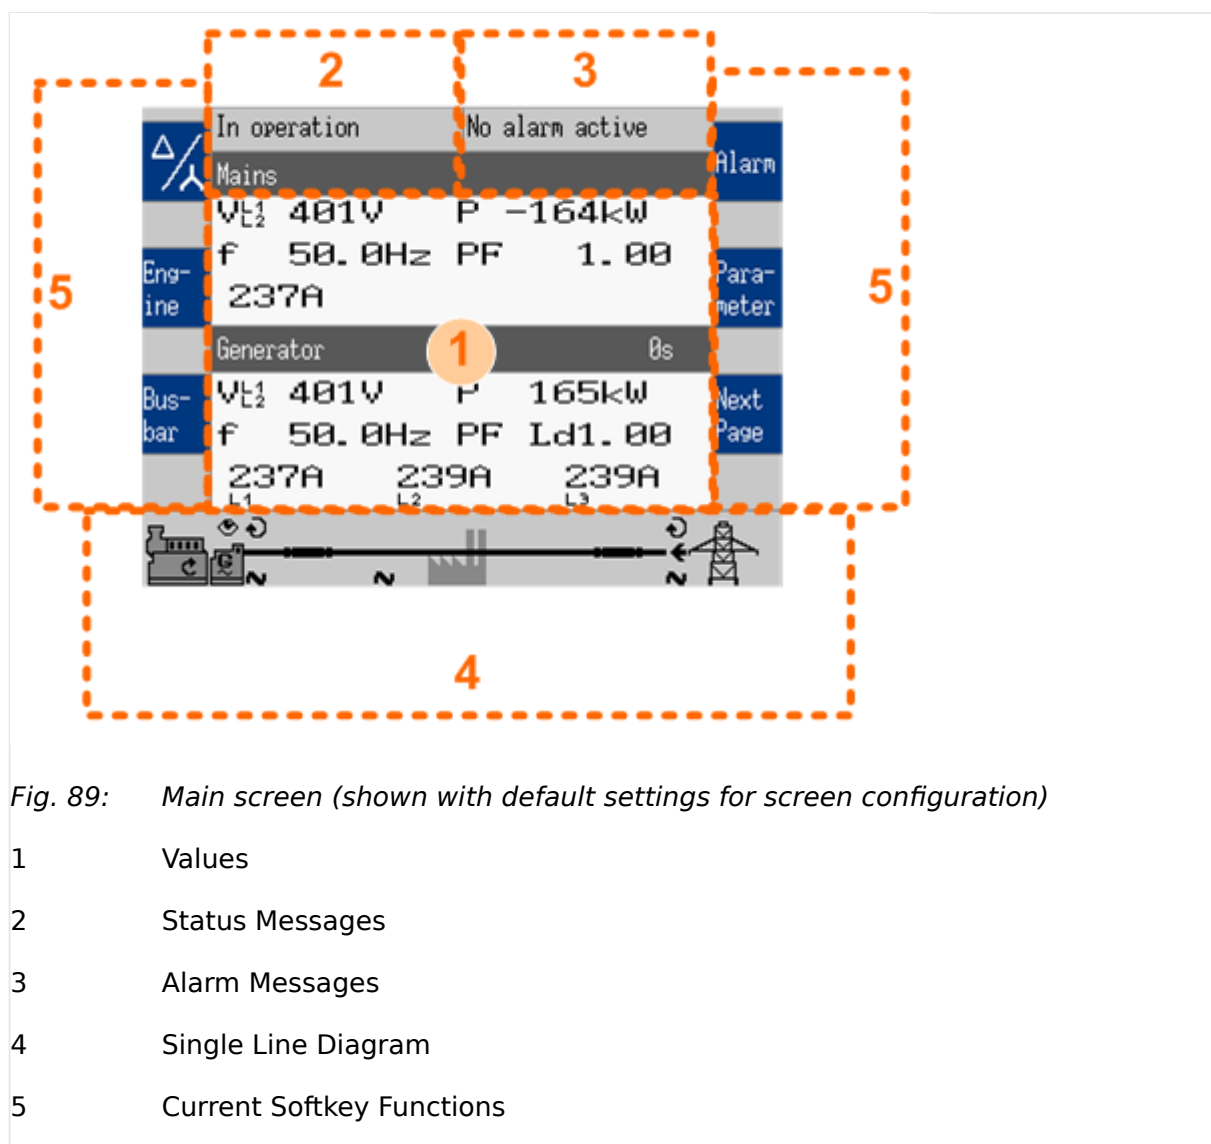 2 3
In operation No alarm active
Mains
Alarm
VL1L2 401V P -164kW
f 50.0Hz PF 1.00
237A
Eng-
ine
Para-
meter
5 5
Generator 1 0s
VL1L2 401V P 165kW
f 50.0Hz PF Ld1.00
237A 239A 239A
L1 L2 L3
Bus-
bar
Next
Page
G
4
Fig. 89: Main screen (shown with default settings for screen configuration)
1 Values
2 Status Messages
3 Alarm Messages
4 Single Line Diagram
5 Current Softkey Functions